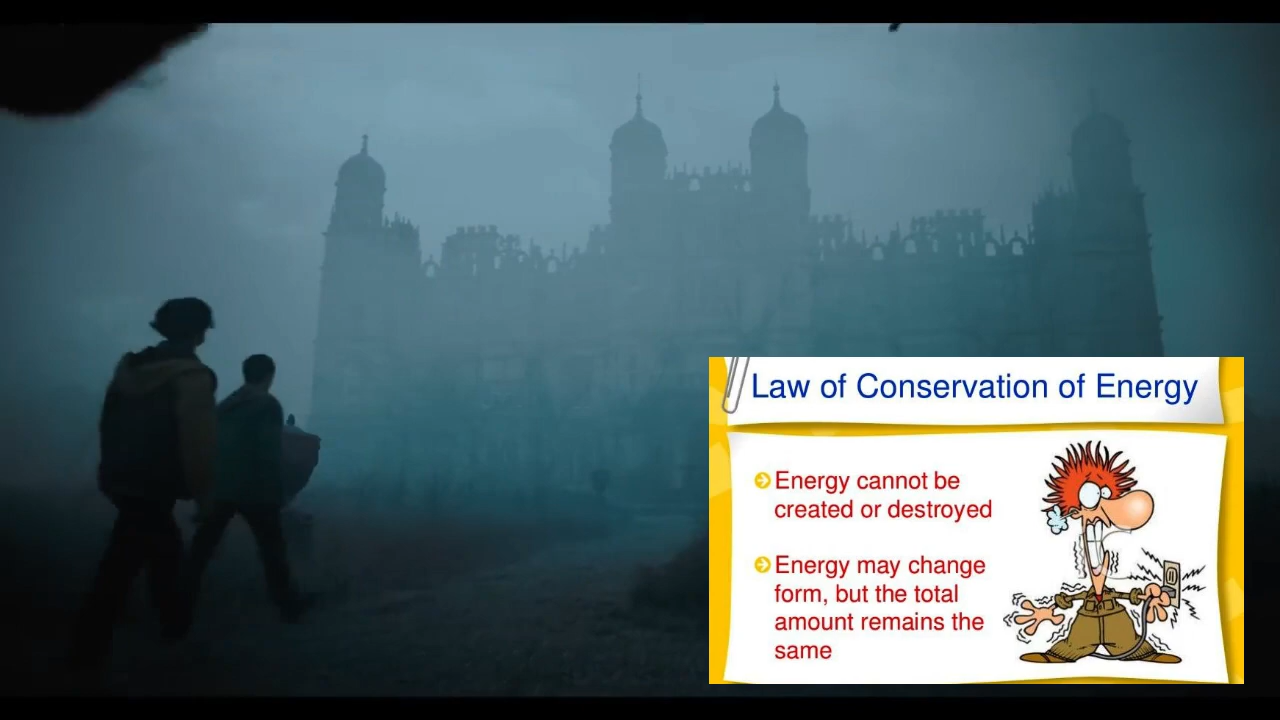 Law of Conservation of Energy
Energy cannot be
created or destroyed
Energy may change
form, but the total
amount remains the
same